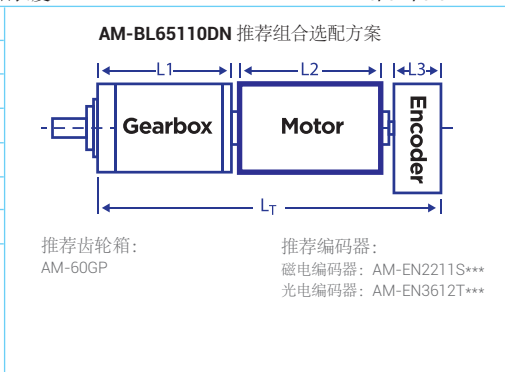 AM-BL65110DN 推荐组合选配方案
L1
L2
L3
Gearbox
Motor
Encoder
LT
推荐齿轮箱:
AM-60GP
推荐编码器:
磁电编码器: AM-EN2211S***
光电编码器: AM-EN3612T***